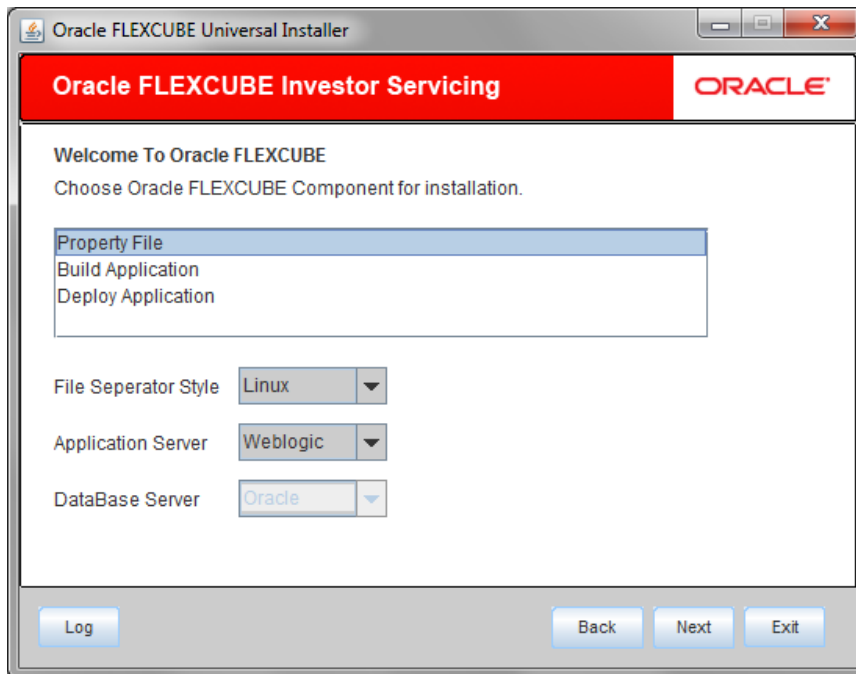 Oracle FLEXCUBE Universal Installer
Oracle FLEXCUBE Investor Servicing
ORACLE
Welcome To Oracle FLEXCUBE
Choose Oracle FLEXCUBE Component for installation.
Property File
Build Application
Deploy Application
File Seperator Style Linux
Application Server Weblogic
DataBase Server Oracle
Log Back Next Exit